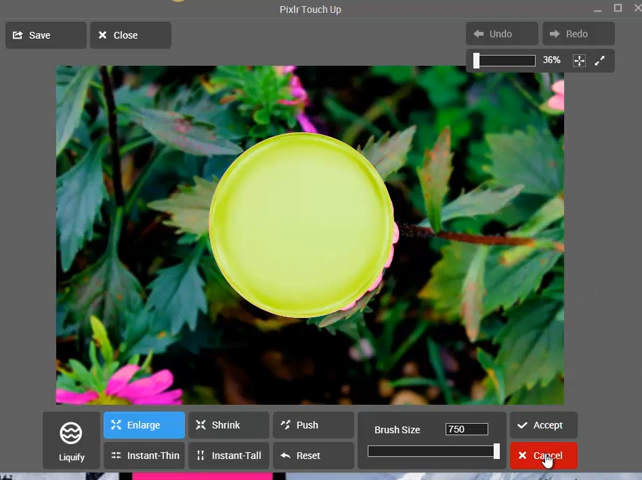 Pixlr Touch Up
Save
Close
Undo
Redo
36%
Enlarge
Shrink
Push
Brush Size
750
Accept
Liquify
Instant-Thin
Instant-Tall
Reset
Cancel